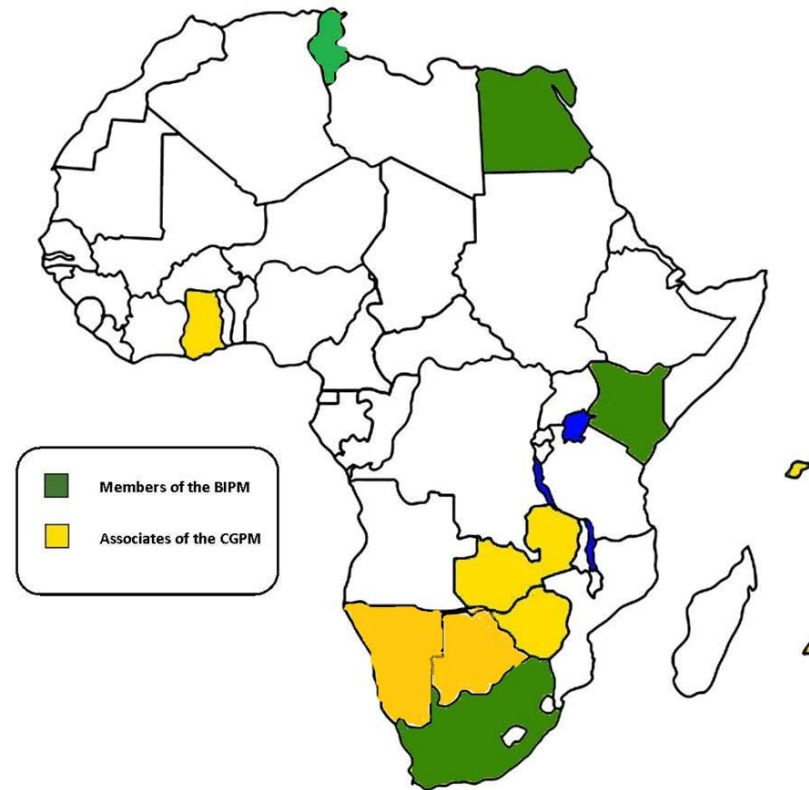 Members of the BIPM
Associates of the CGPM